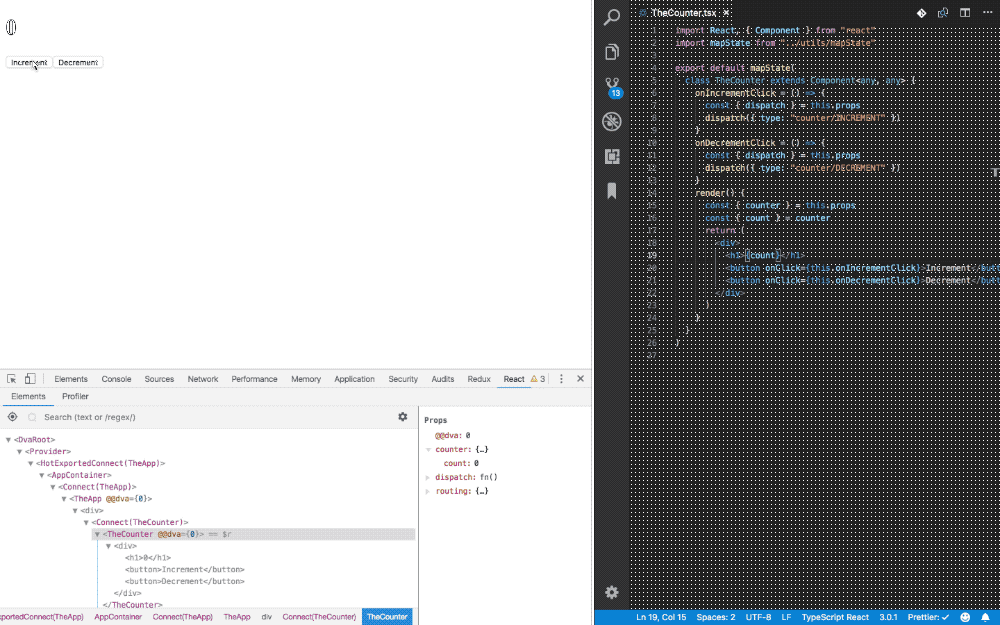 0
Increment Decrement
Elements Console Sources Network Performance Memory Application Security Audits Redux React 3
Elements Profiler
Search (text or /regex/)
<DvaRoot>
<Provider>
<HotExportedConnect(TheApp)>
<AppContainer>
<Connect(TheApp)>
<TheApp @@dva={0}>
<div>
<Connect(TheCounter)>
<TheCounter @@dva={0}> == $r
<div>
<h1>0</h1>
<button>Increment</button>
<button>Decrement</button>
</div>
</TheCounter>
xportedConnect(TheApp) AppContainer Connect(TheApp) TheApp div Connect(TheCounter) TheCounter
Props
@@dva: 0
counter: {…}
count: 0
dispatch: fn()
routing: {…}
13
TheCounter.tsx
1 import React, { Component } from "react"
2 import mapState from "../utils/mapState"
3
4 export default mapState(
5 class TheCounter extends Component<any, any> {
6 onIncrementClick = () => {
7 const { dispatch } = this.props
8 dispatch({ type: "counter/INCREMENT" })
9 }
10 onDecrementClick = () => {
11 const { dispatch } = this.props
12 dispatch({ type: "counter/DECREMENT" })
13 }
14 render() {
15 const { counter } = this.props
16 const { count } = counter
17 return (
18 <div>
19 <h1>{count}</h1>
20 <button onClick={this.onIncrementClick}>Increment</butt
21 <button onClick={this.onDecrementClick}>Decrement</butt
22 </div>
23 )
24 }
25 }
26 )
27
Ln 19, Col 15 Spaces: 2 UTF-8 LF TypeScript React 3.0.1 Prettier: ✓